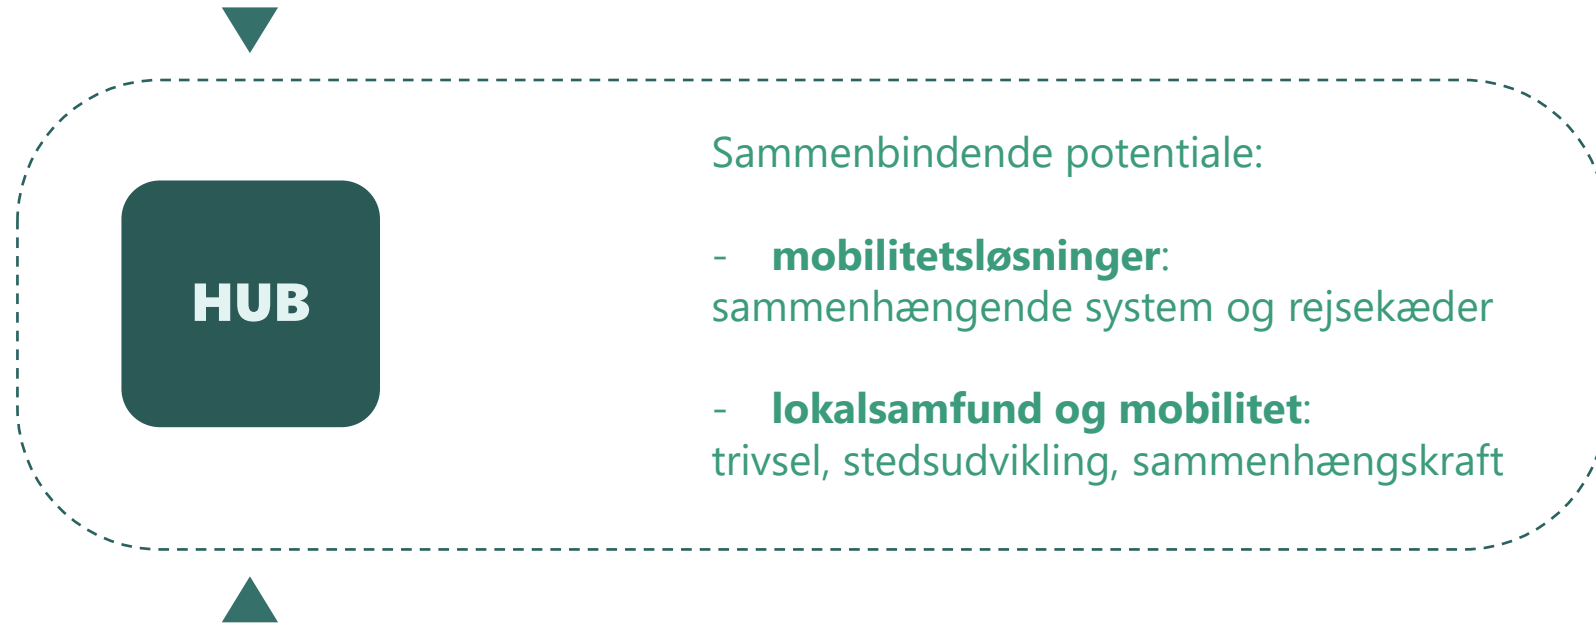 HUB
Sammenbindende potentiale:
- mobilitetsløsninger:
sammenhængende system og rejsekæder
- lokalsamfund og mobilitet:
trivsel, stedsudvikling, sammenhængskraft